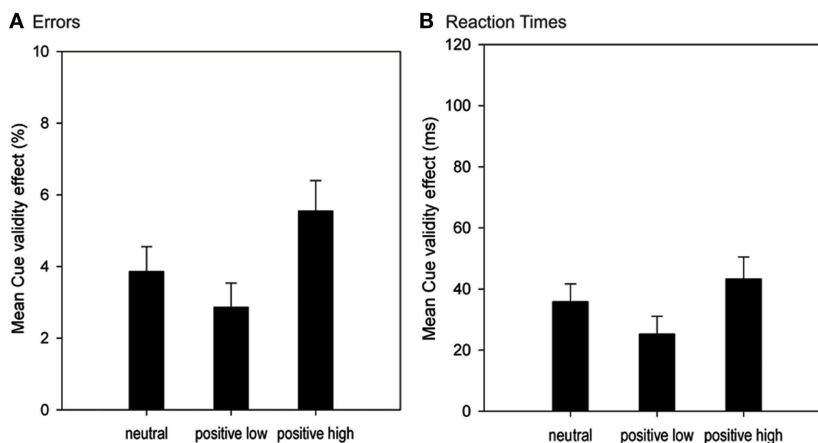 A Errors
Mean Cue validity effect (%)
10
8
6
4
2
0
neutral positive low positive high
B Reaction Times
Mean Cue validity effect (ms)
120
100
80
60
40
20
0
neutral positive low positive high